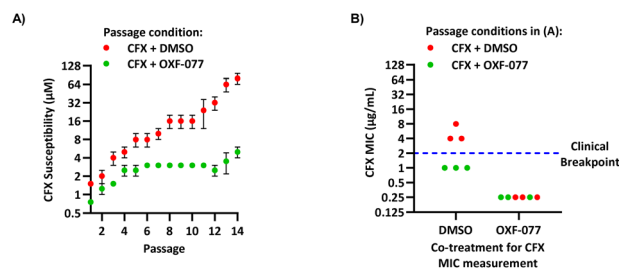 A)
Passage condition:
CFX + DMSO
CFX + OXF-077
CFX Susceptibility (μM)
128
64
32
16
8
4
2
1
0.5
2 4 6 8 10 12 14
Passage
B)
Passage conditions in (A):
CFX + DMSO
CFX + OXF-077
CFX MIC (μg/mL)
128
64
32
16
8
4
2
1
0.5
0.25
0.125
Clinical
Breakpoint
DMSO OXF-077
Co-treatment for CFX
MIC measurement